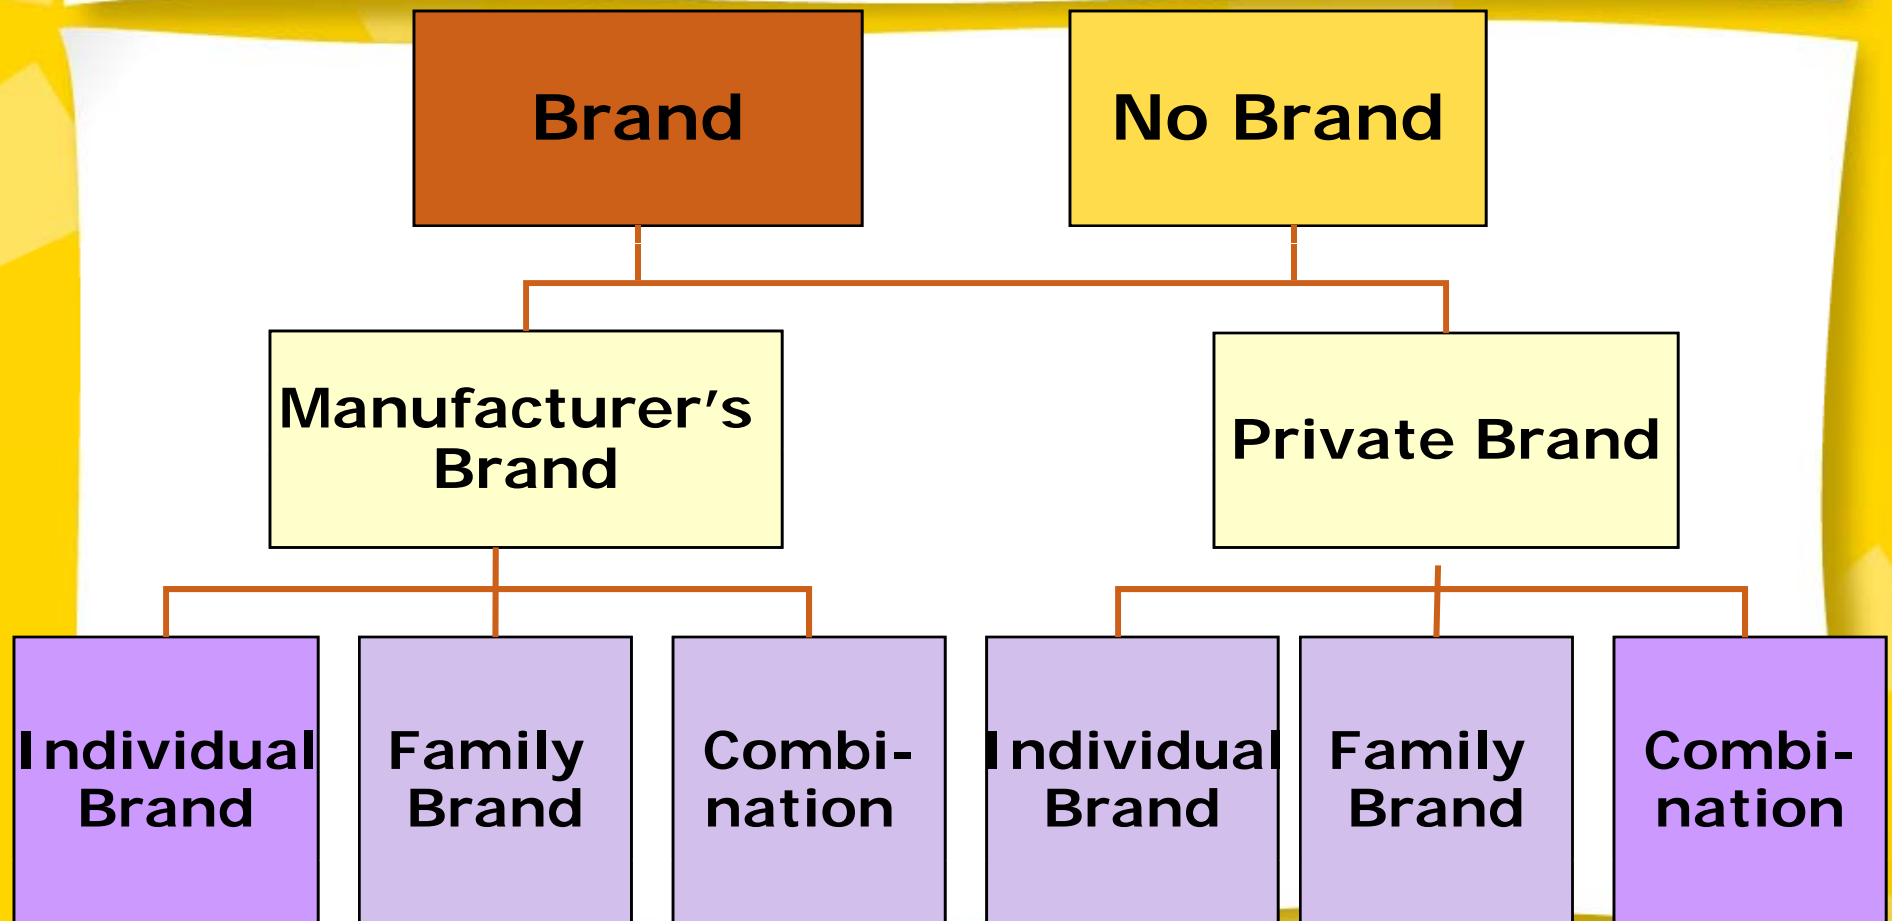 Brand
No Brand
Manufacturer’s
Brand
Private Brand
Individual
Brand
Family
Brand
Combi-
nation
Individual
Brand
Family
Brand
Combi-
nation